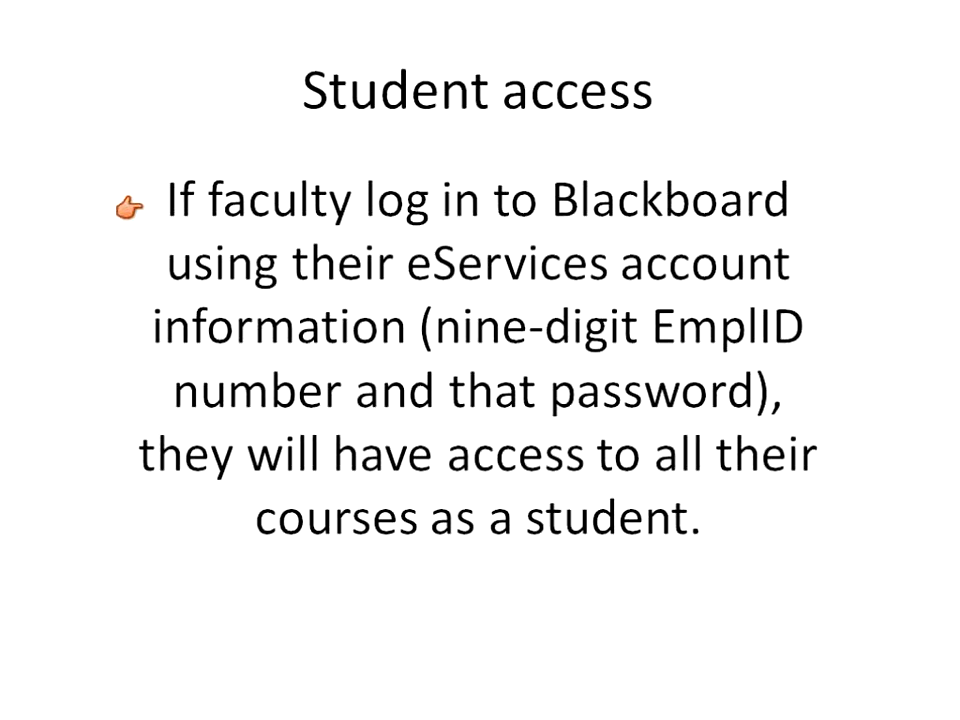 Student access
If faculty log in to Blackboard
using their eServices account
information (nine-digit EmplID
number and that password),
they will have access to all their
courses as a student.